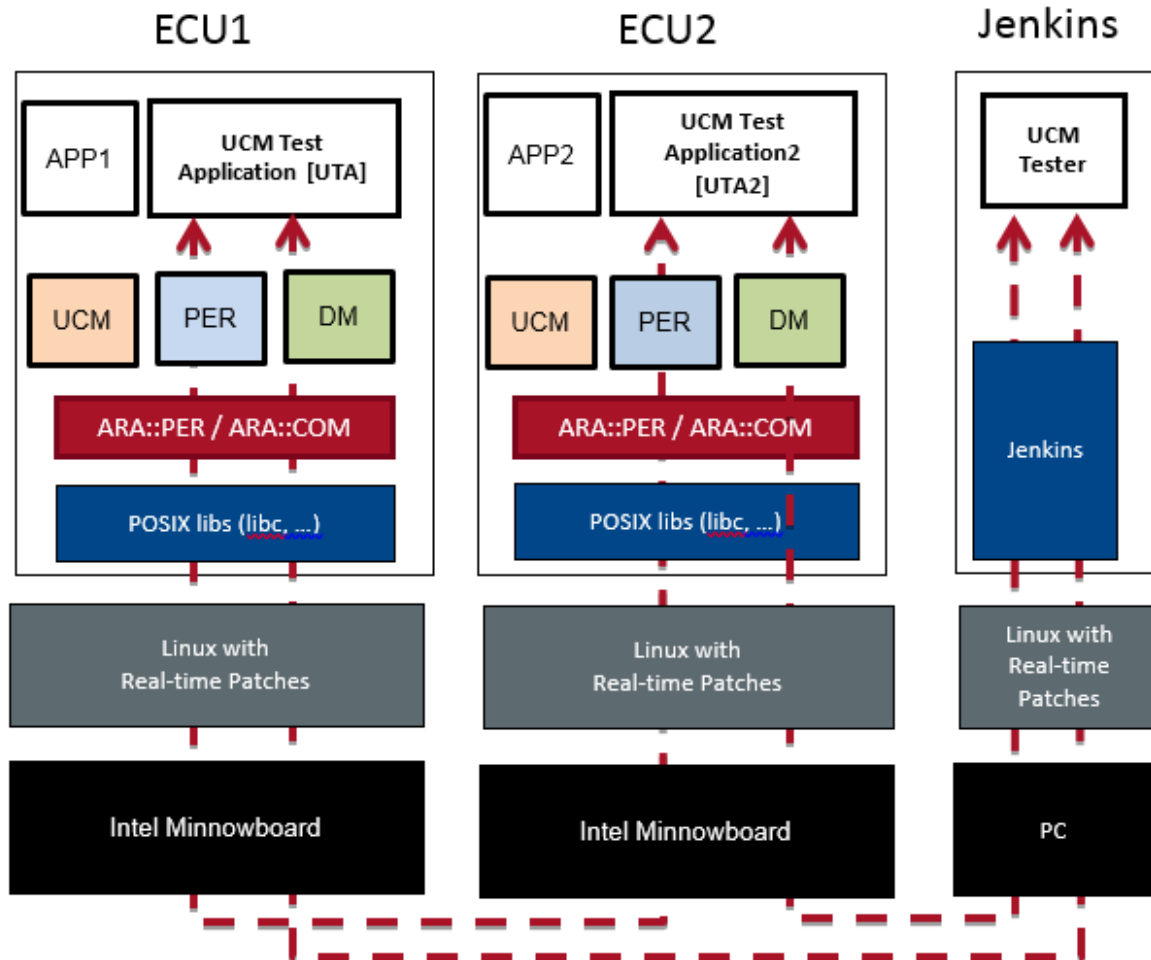 ECU1
ECU2
Jenkins
APP1
UCM Test
Application [UTA]
APP2
UCM Test
Application2
[UTA2]
UCM
Tester
UCM
PER
DM
UCM
PER
DM
ARA::PER / ARA::COM
ARA::PER / ARA::COM
Jenkins
POSIX libs (libc, ...)
POSIX libs (libc, ...)
Linux with
Real-time Patches
Linux with
Real-time Patches
Linux with
Real-time
Patches
Intel Minnowboard
Intel Minnowboard
PC